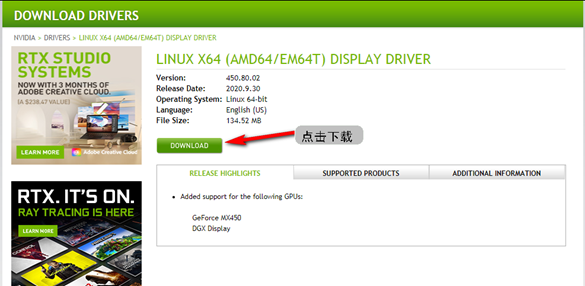 DOWNLOAD DRIVERS
NVIDIA > DRIVERS > LINUX X64 (AMD64/EM64T) DISPLAY DRIVER
RTX STUDIO
SYSTEMS
NOW WITH 3 MONTHS OF
ADOBE CREATIVE CLOUD.
(A $238.47 VALUE)
LEARN MORE
Adobe Creative Cloud
RTX. IT'S ON.
RAY TRACING IS HERE
LEARN MORE
LINUX X64 (AMD64/EM64T) DISPLAY DRIVER
Version: 450.80.02
Release Date: 2020.9.30
Operating System: Linux 64-bit
Language: English (US)
File Size: 134.52 MB
DOWNLOAD
点击下载
RELEASE HIGHLIGHTS SUPPORTED PRODUCTS ADDITIONAL INFORMATION
• Added support for the following GPUs:
GeForce MX450
DGX Display